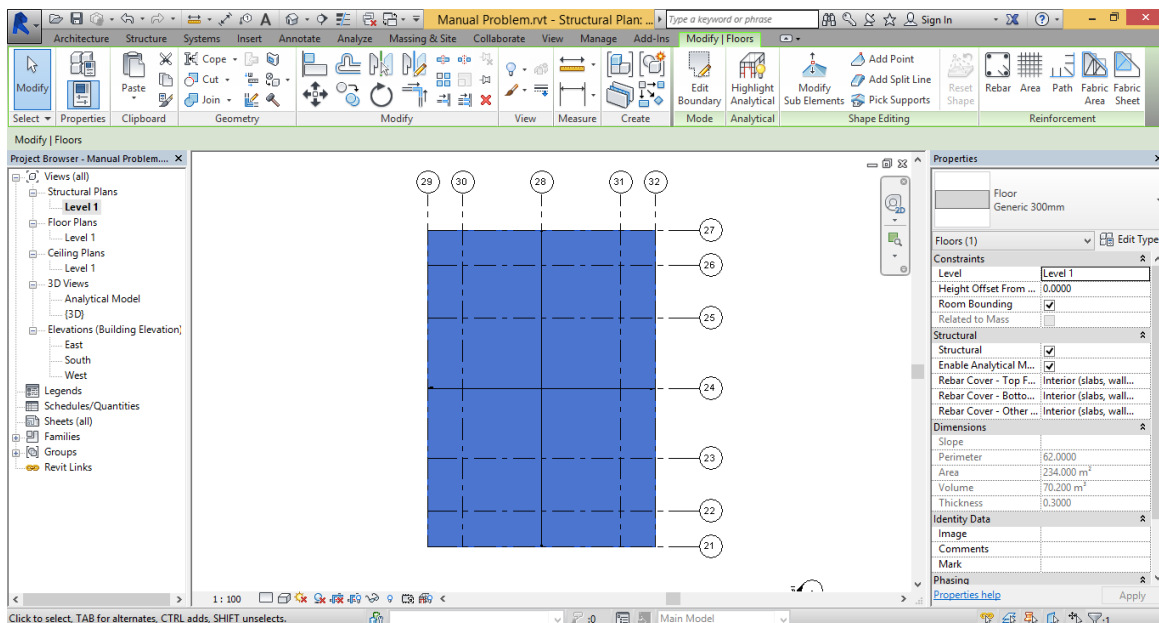 Manual Problem.rvt - Structural Plan: ...
Type a keyword or phrase
Sign In
Architecture Structure Systems Insert Annotate Analyze Massing & Site Collaborate View Manage Add-Ins Modify | Floors
Modify
Paste
Cope
Cut
Join
Edit Boundary
Highlight Analytical
Modify Sub Elements
Add Point
Add Split Line
Pick Supports
Reset Shape
Rebar Area Path Fabric Area Fabric Sheet
Select Properties Clipboard Geometry Modify View Measure Create Mode Analytical Shape Editing Reinforcement
Modify | Floors
Project Browser - Manual Problem....
Views (all)
Structural Plans
Level 1
Floor Plans
Level 1
Ceiling Plans
Level 1
3D Views
Analytical Model
{3D}
Elevations (Building Elevation)
East
South
West
Legends
Schedules/Quantities
Sheets (all)
Families
Groups
Revit Links
29 30 28 31 32
27
26
25
24
23
22
21
2D
1 : 100
Properties
Floor
Generic 300mm
Floors (1) Edit Type
Constraints
Level Level 1
Height Offset From ... 0.0000
Room Bounding
Related to Mass
Structural
Structural
Enable Analytical M...
Rebar Cover - Top F... Interior (slabs, wall...
Rebar Cover - Botto... Interior (slabs, wall...
Rebar Cover - Other ... Interior (slabs, wall...
Dimensions
Slope
Perimeter 62.0000
Area 234.000 m²
Volume 70.200 m³
Thickness 0.3000
Identity Data
Image
Comments
Mark
Phasing
Properties help Apply
Click to select, TAB for alternates, CTRL adds, SHIFT unselects.
:0
Main Model
:1